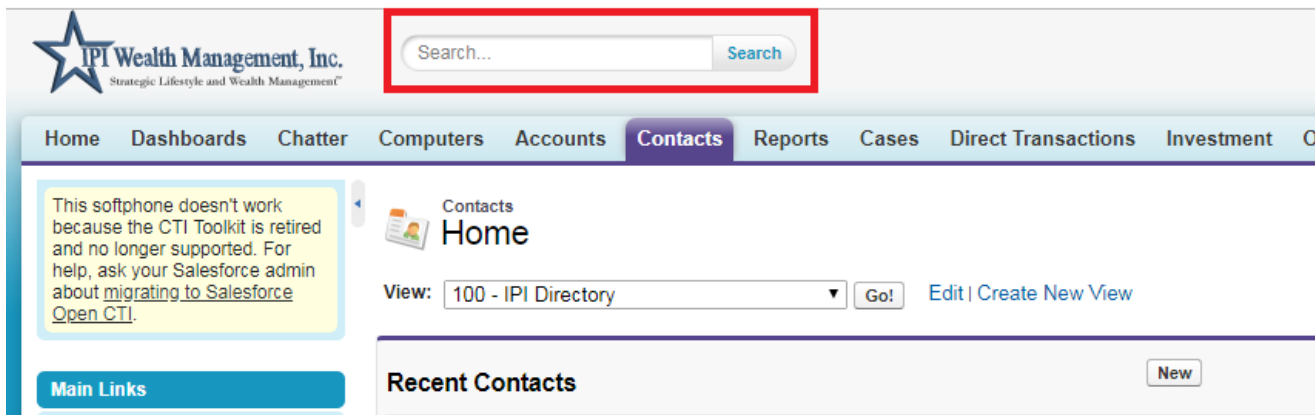 IPI Wealth Management, Inc.
Strategic Lifestyle and Wealth Management℠
Search...
Search
Home Dashboards Chatter Computers Accounts Contacts Reports Cases Direct Transactions Investment O
This softphone doesn't work
because the CTI Toolkit is retired
and no longer supported. For
help, ask your Salesforce admin
about migrating to Salesforce
Open CTI.
Main Links
Contacts
Home
View: 100 - IPI Directory Go! Edit | Create New View
Recent Contacts New